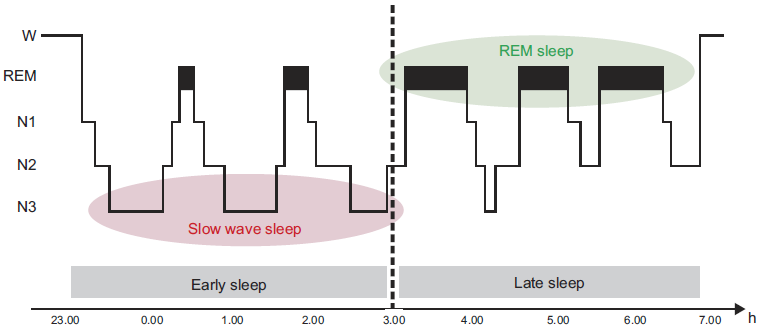 W
REM
N1
N2
N3
REM sleep
Slow wave sleep
Early sleep
Late sleep
23.00 0.00 1.00 2.00 3.00 4.00 5.00 6.00 7.00 h